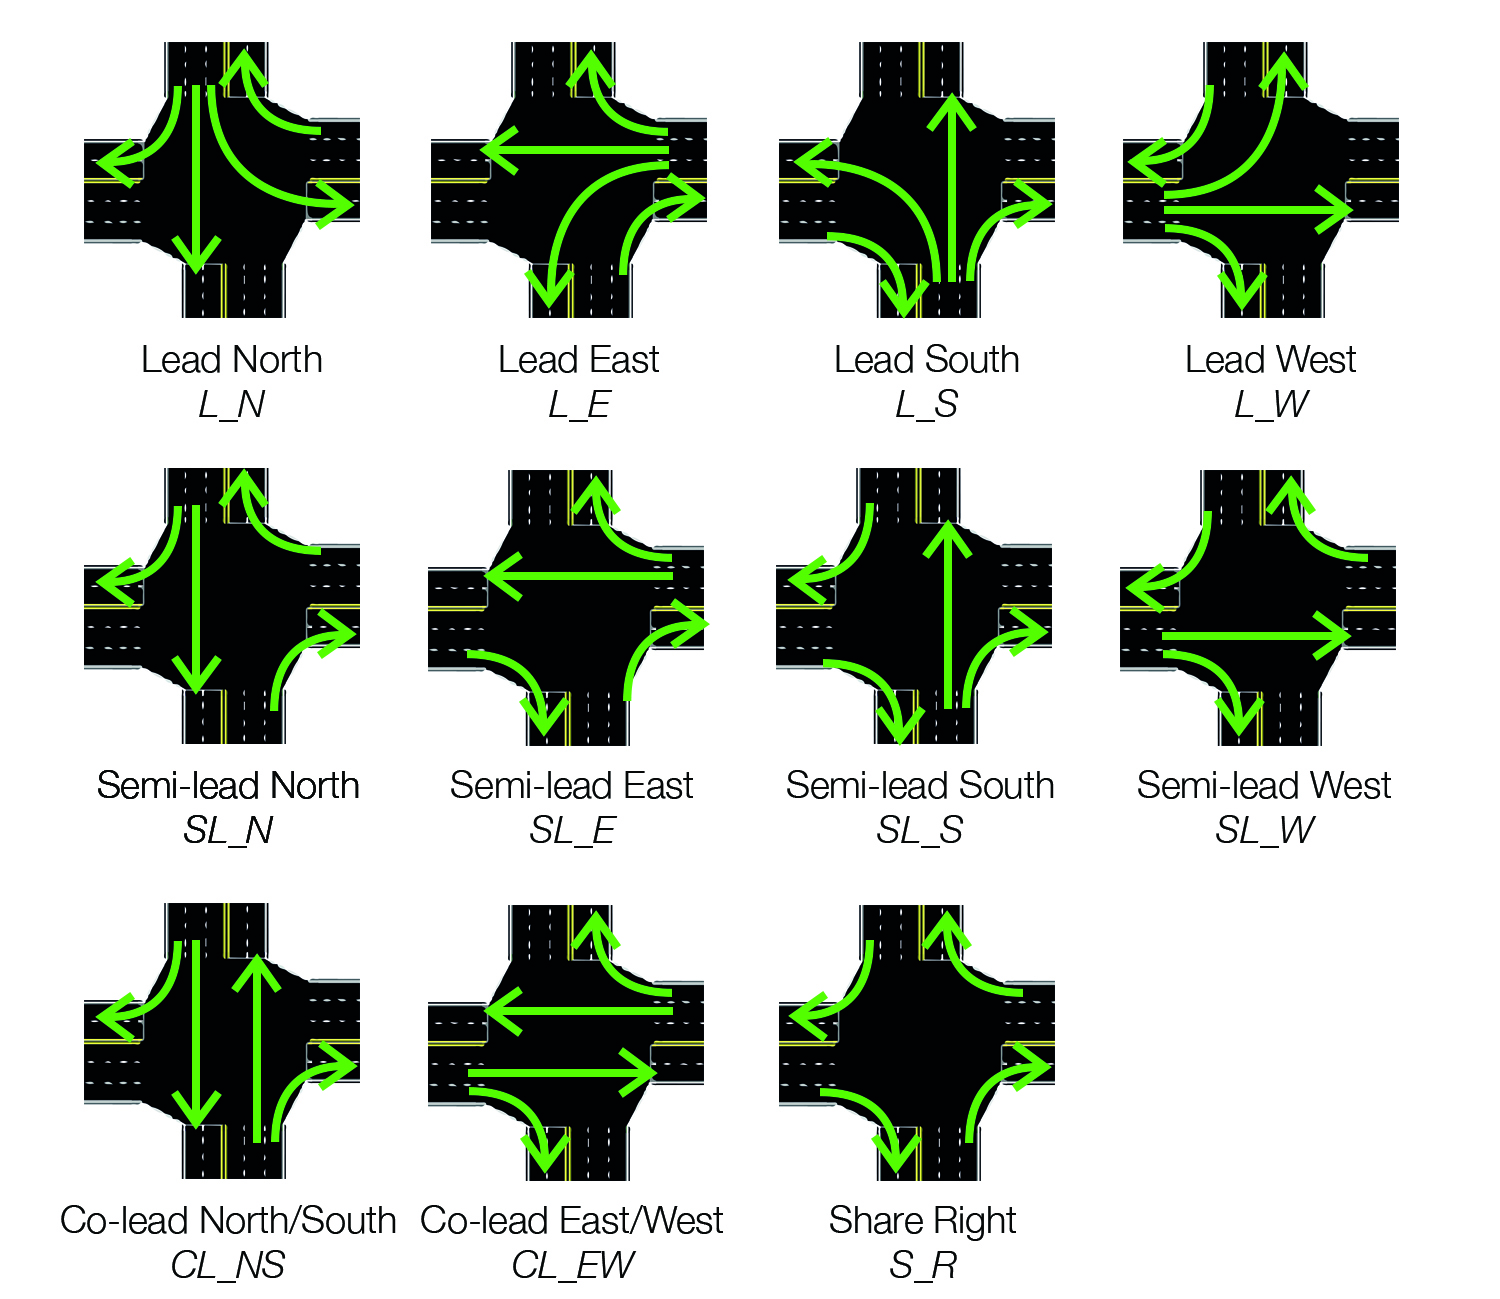 Lead North
L_N
Lead East
L_E
Lead South
L_S
Lead West
L_W
Semi-lead North
SL_N
Semi-lead East
SL_E
Semi-lead South
SL_S
Semi-lead West
SL_W
Co-lead North/South
CL_NS
Co-lead East/West
CL_EW
Share Right
S_R